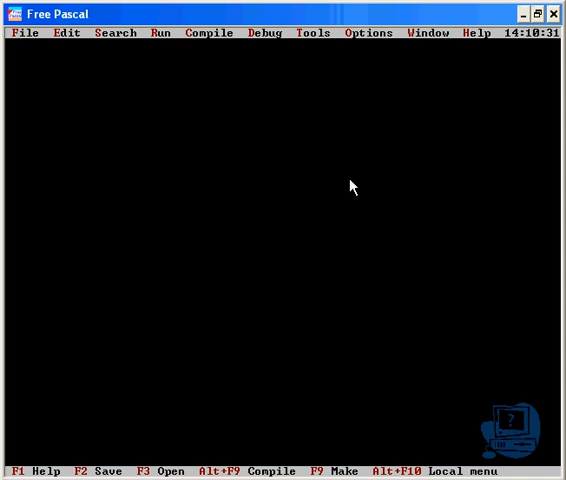 Free Pascal
File Edit Search Run Compile Debug Tools Options Window Help 14:10:31
?
F1 Help F2 Save F3 Open Alt+F9 Compile F9 Make Alt+F10 Local menu